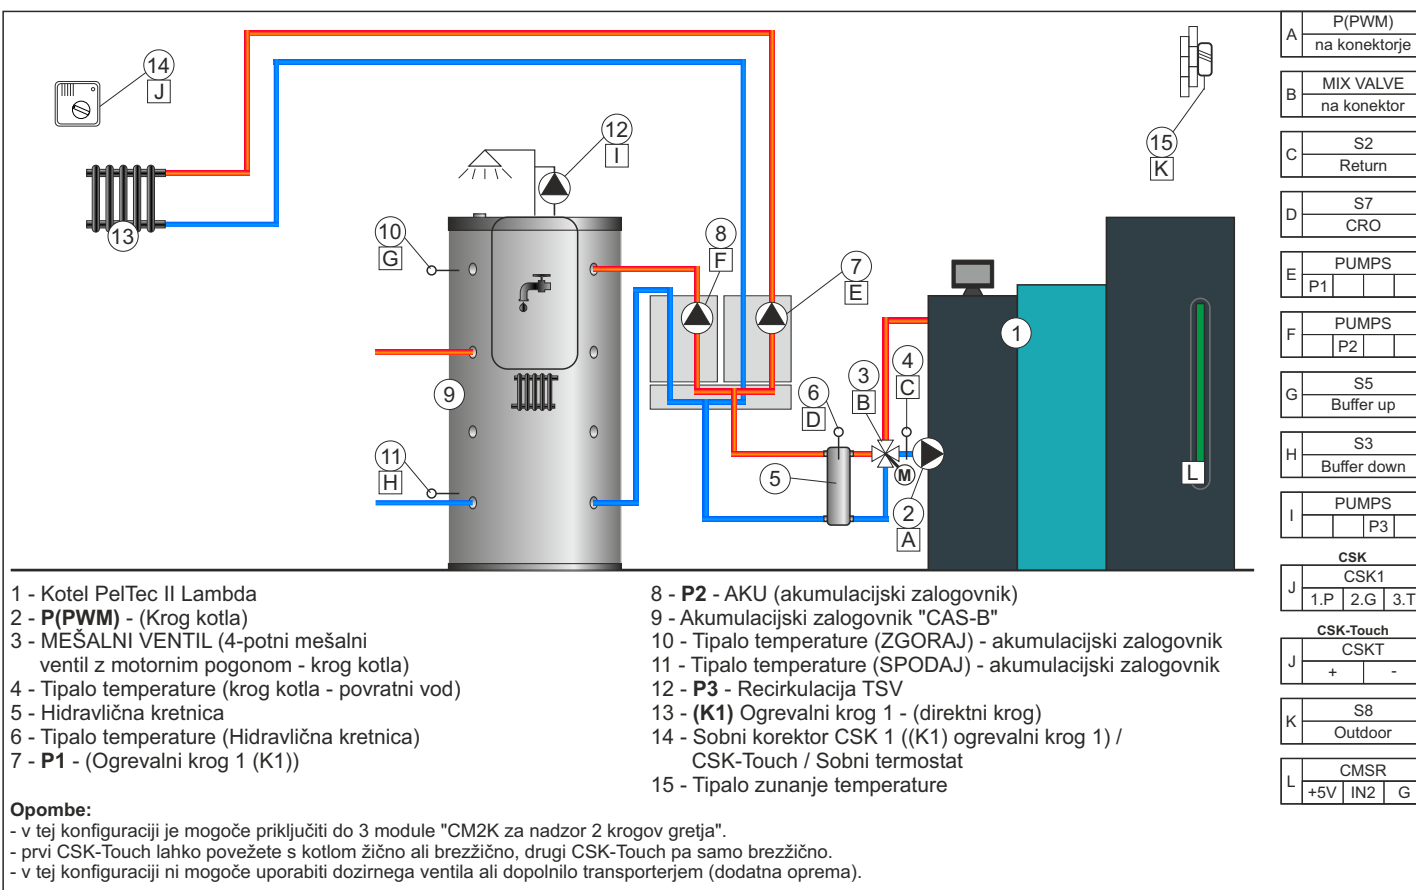 14
J
12
I
15
K
13
10
G
8
F
7
E
1
9
11
H
6
D
3
B
4
C
5
M
2
A
L
A P(PWM)
na konektorje
B MIX VALVE
na konektor
C S2
Return
D S7
CRO
E PUMPS
P1
F PUMPS
P2
G S5
Buffer up
H S3
Buffer down
I PUMPS
P3
CSK
J CSK1
1.P 2.G 3.T
CSK-Touch
J CSKT
+ -
K S8
Outdoor
L CMSR
+5V IN2 G
1 - Kotel PelTec II Lambda
2 - P(PWM) - (Krog kotla)
3 - MEŠALNI VENTIL (4-potni mešalni
ventil z motornim pogonom - krog kotla)
4 - Tipalo temperature (krog kotla - povratni vod)
5 - Hidravlična kretnica
6 - Tipalo temperature (Hidravlična kretnica)
7 - P1 - (Ogrevalni krog 1 (K1))
8 - P2 - AKU (akumulacijski zalogovnik)
9 - Akumulacijski zalogovnik "CAS-B"
10 - Tipalo temperature (ZGORAJ) - akumulacijski zalogovnik
11 - Tipalo temperature (SPODAJ) - akumulacijski zalogovnik
12 - P3 - Recirkulacija TSV
13 - (K1) Ogrevalni krog 1 - (direktni krog)
14 - Sobni korektor CSK 1 ((K1) ogrevalni krog 1) /
CSK-Touch / Sobni termostat
15 - Tipalo zunanje temperature
Opombe:
- v tej konfiguraciji je mogoče priključiti do 3 module "CM2K za nadzor 2 krogov gretja".
- prvi CSK-Touch lahko povežete s kotlom žično ali brezžično, drugi CSK-Touch pa samo brezžično.
- v tej konfiguraciji ni mogoče uporabiti dozirnega ventila ali dopolnilo transporterjem (dodatna oprema).